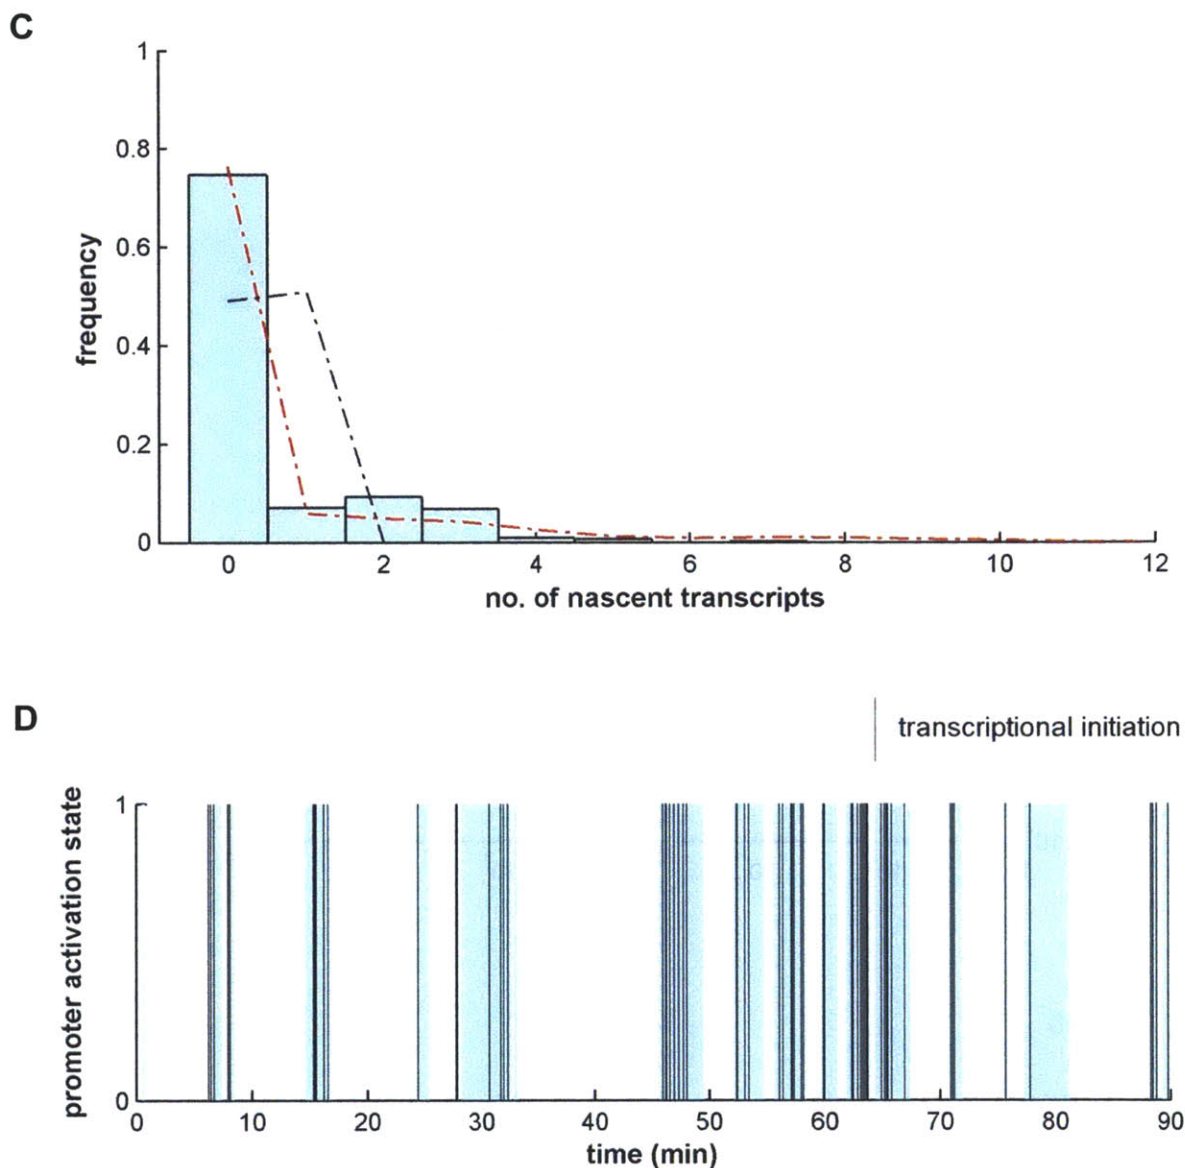 C
1
0.8
0.6
0.4
0.2
0
frequency
0 2 4 6 8 10 12
no. of nascent transcripts
D
transcriptional initiation
1
0
promoter activation state
0 10 20 30 40 50 60 70 80 90
time (min)